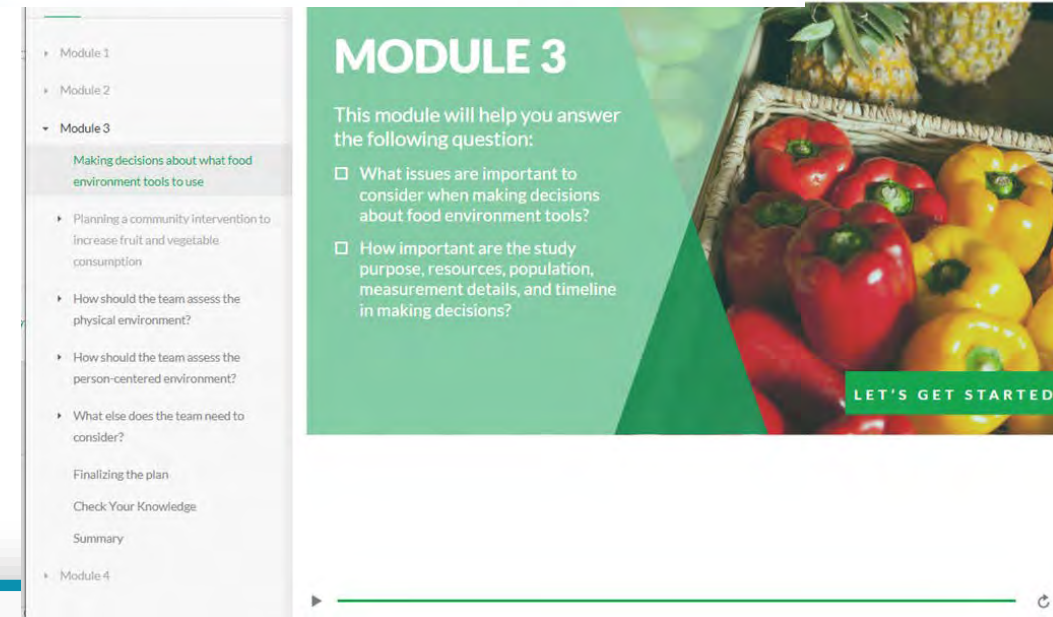 Module 1
Module 2
Module 3
Making decisions about what food
environment tools to use
Planning a community intervention to
increase fruit and vegetable
consumption
How should the team assess the
physical environment?
How should the team assess the
person-centered environment?
What else does the team need to
consider?
Finalizing the plan
Check Your Knowledge
Summary
Module 4
MODULE 3
This module will help you answer
the following question:
What issues are important to
consider when making decisions
about food environment tools?
How important are the study
purpose, resources, population,
measurement details, and timeline
in making decisions?
LET'S GET STARTED